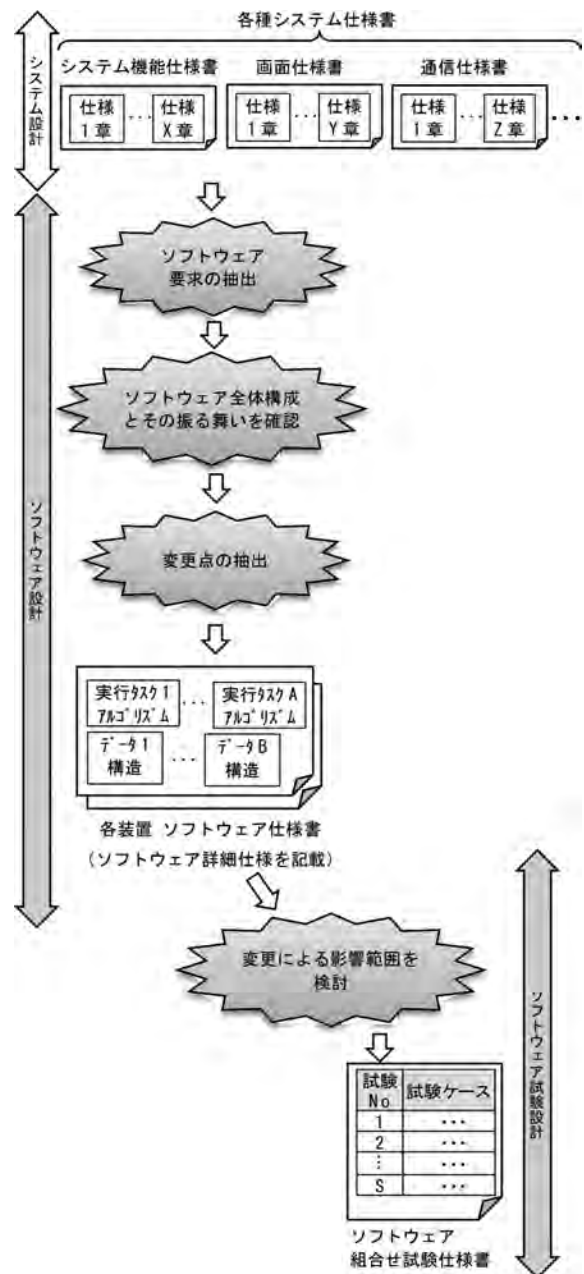 各種システム仕様書
システム設計
システム機能仕様書
画面仕様書
通信仕様書
仕様
1章
...
仕様
X章
仕様
1章
...
仕様
Y章
仕様
1章
...
仕様
Z章
...
ソフトウェア
要求の抽出
ソフトウェア全体構成
とその振る舞いを確認
ソフトウェア設計
変更点の抽出
実行ﾀｽｸ1
ｱﾙｺﾞﾘｽﾞﾑ
...
実行ﾀｽｸA
ｱﾙｺﾞﾘｽﾞﾑ
ﾃﾞｰﾀ1
構造
...
ﾃﾞｰﾀB
構造
各装置 ソフトウェア仕様書
(ソフトウェア詳細仕様を記載)
変更による影響範囲を
検討
ソフトウェア試験設計
試験
No
試験ケース
1 ...
2 ...
⋮ ...
S ...
ソフトウェア
組合せ試験仕様書